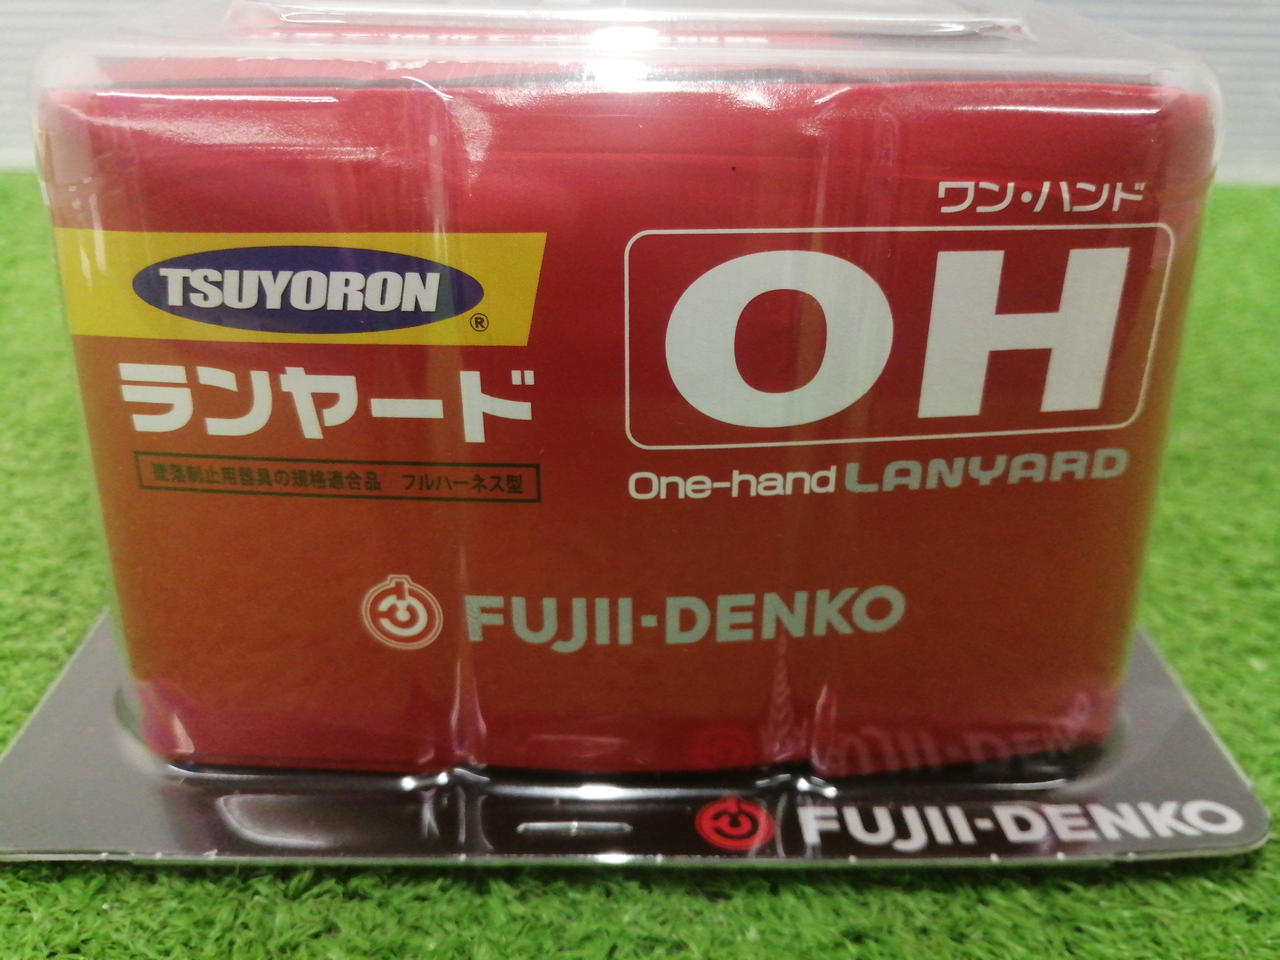 ワン・ハンド
TSUYORON®
OH
ランヤード
One-hand LANYARD
墜落制止用器具の規格適合品 フルハーネス型
FUJII-DENKO
FUJII-DENKO